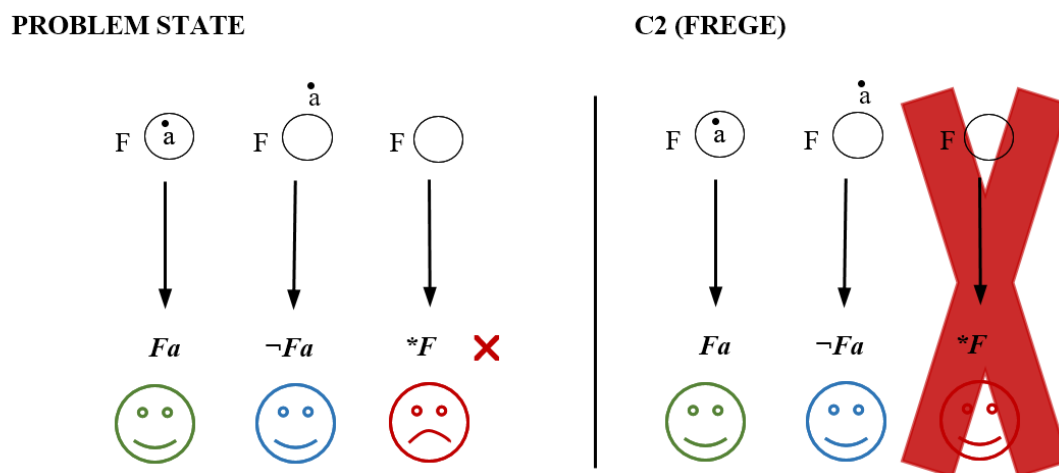 PROBLEM STATE
a
F a F F
Fa ¬Fa *F
C2 (FREGE)
a
F a F F
Fa ¬Fa *F